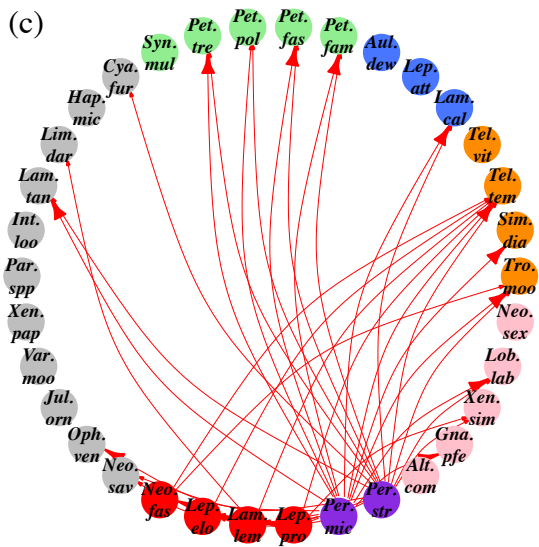 (c)
Pet.
fas
Pet.
fam
Aul.
dew
Lep.
att
Lam.
cal
Tel.
vit
Tel.
tem
Sim.
dia
Tro.
moo
Neo.
sex
Lob.
lab
Xen.
sim
Gna.
pfe
Alt.
com
Per.
str
Per.
mic
Lep.
pro
Lam.
lem
Lep.
elo
Neo.
fas
Neo.
sav
Oph.
ven
Jul.
orn
Var.
moo
Xen.
pap
Par.
spp
Int.
loo
Lam.
tan
Lim.
dar
Hap.
mic
Cya.
fur
Syn.
mul
Pet.
tre
Pet.
pol